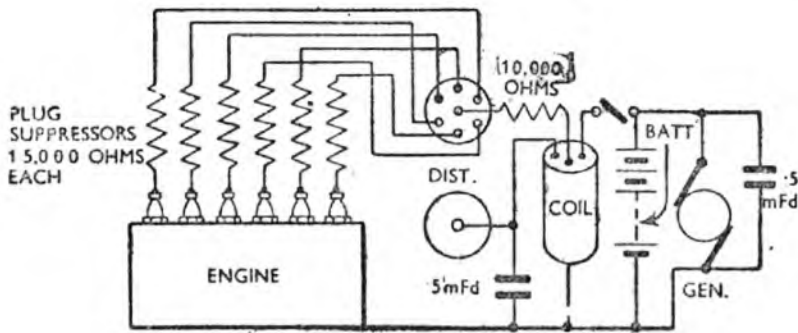 PLUG
SUPPRESSORS
15,000 OHMS
EACH
(10,000
OHMS
DIST.
COIL
BATT
·5
mFd
ENGINE
5'mFd
GEN.